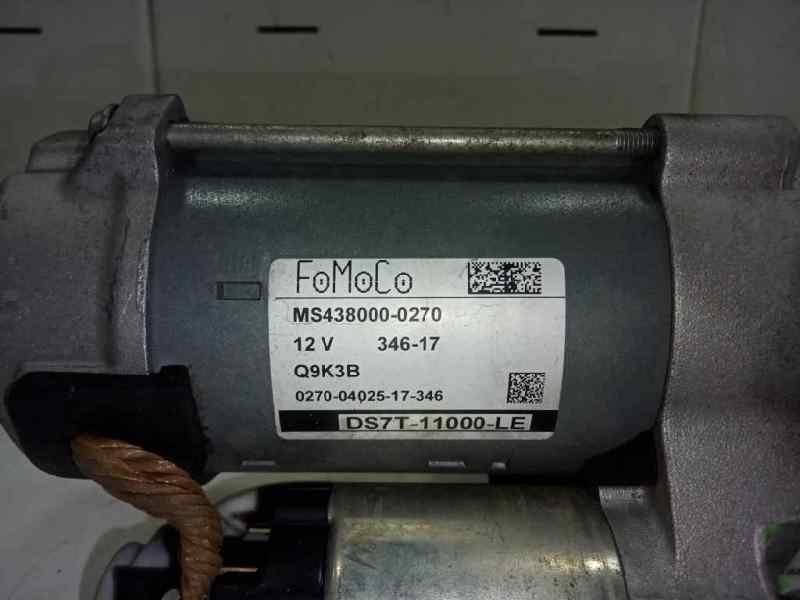 FoMoCo
MS438000-0270
12 V 346-17
Q9K3B
0270-04025-17-346
DS7T-11000-LE